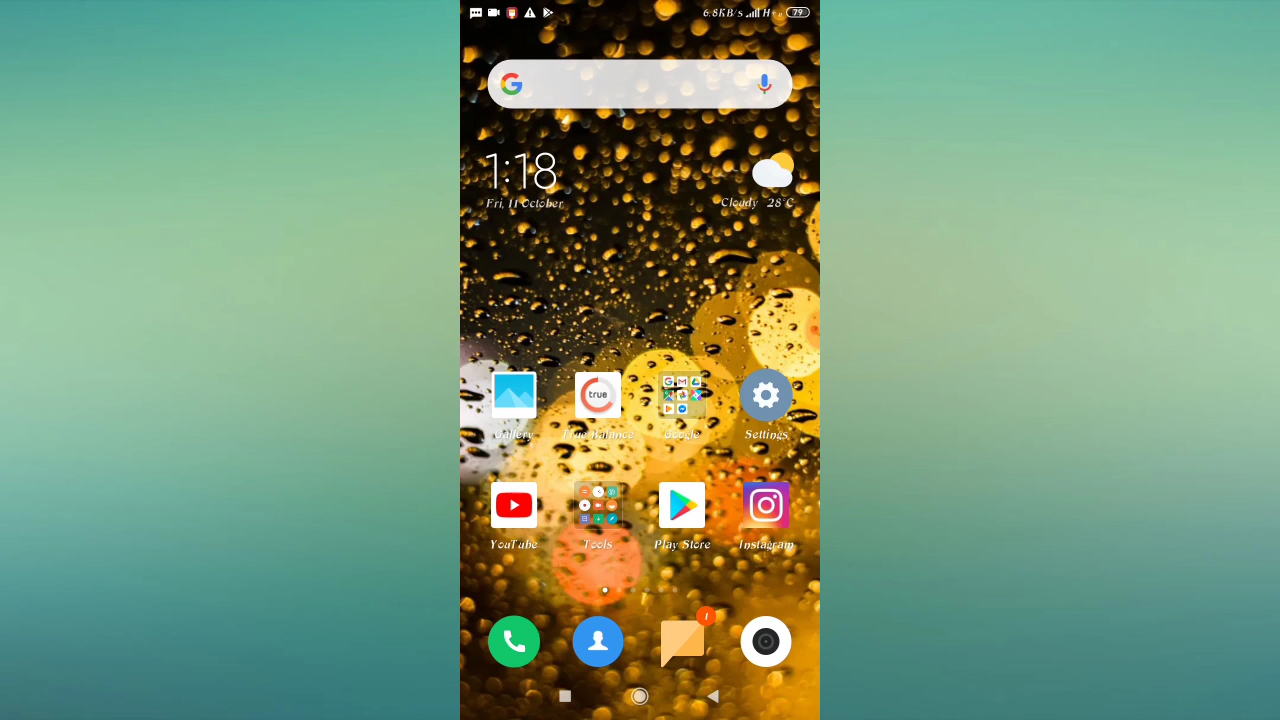 6.8KB/s H+ 79
1:18
Fri, 11 October
Cloudy 28°C
true
Gallery True Balance Google Settings
YouTube Tools Play Store Instagram
1